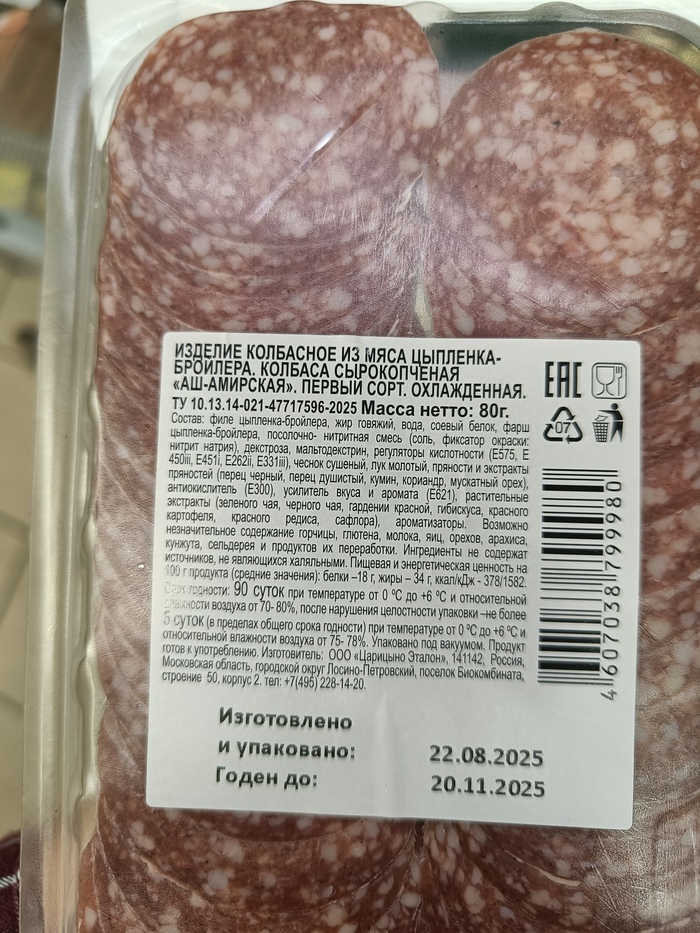 ИЗДЕЛИЕ КОЛБАСНОЕ ИЗ МЯСА ЦЫПЛЕНКА-
БРОЙЛЕРА. КОЛБАСА СЫРОКОПЧЕНАЯ
«АШ-АМИРСКАЯ». ПЕРВЫЙ СОРТ. ОХЛАЖДЕННАЯ.
ТУ 10.13.14-021-47717596-2025 Масса нетто: 80г.
Состав: филе цыпленка-бройлера, жир говяжий, вода, соевый белок, фарш
цыпленка-бройлера, посолочно- нитритная смесь (соль, фиксатор окраски:
нитрит натрия), декстроза, мальтодекстрин, регуляторы кислотности (Е575, Е
450iii, Е451i, Е262ii, Е331iii), чеснок сушеный, лук молотый, пряности и экстракты
пряностей (перец черный, перец душистый, кумин, кориандр, мускатный орех),
антиокислитель (Е300), усилитель вкуса и аромата (Е621), растительные
экстракты (зеленого чая, черного чая, гардении красной, гибискуса, красного
картофеля, красного редиса, сафлора), ароматизаторы. Возможно
незначительное содержание горчицы, глютена, молока, яиц, орехов, арахиса,
кунжута, сельдерея и продуктов их переработки. Ингредиенты не содержат
источников, не являющихся халяльными. Пищевая и энергетическая ценность на
100 г продукта (средние значения): белки –18 г, жиры – 34 г, ккал/кДж - 378/1582.
Срок годности: 90 суток при температуре от 0 ºС до +6 ºС и относительной
влажности воздуха от 70- 80%, после нарушения целостности упаковки –не более
5 суток (в пределах общего срока годности) при температуре от 0 ºС до +6 ºС и
относительной влажности воздуха от 75- 78%. Упаковано под вакуумом. Продукт
готов к употреблению. Изготовитель: ООО «Царицыно Эталон», 141142, Россия,
Московская область, городской округ Лосино-Петровский, поселок Биокомбината,
строение 50, корпус 2. тел: +7(495) 228-14-20.
EAC
07
4 607038 799980
Изготовлено
и упаковано: 22.08.2025
Годен до: 20.11.2025